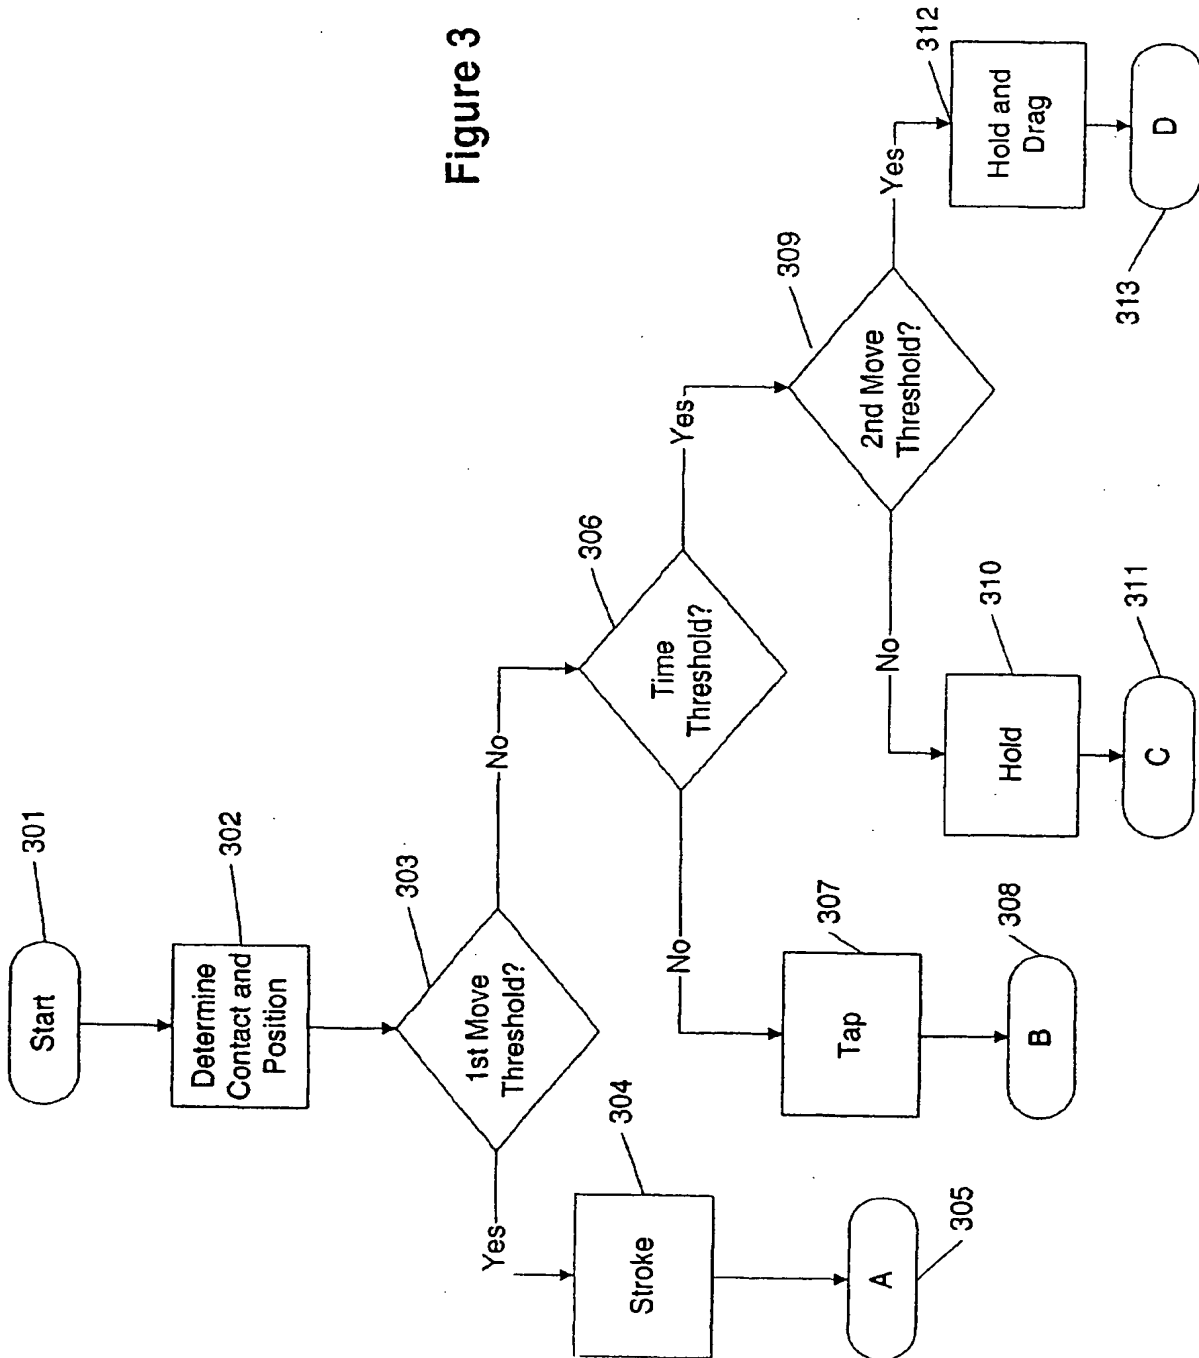 Figure 3
Start
301
Determine
Contact and
Position
302
1st Move
Threshold?
303
Yes
No
Stroke
304
A
305
Time
Threshold?
306
No
Yes
Tap
307
B
308
2nd Move
Threshold?
309
No
Yes
Hold
310
C
311
Hold and
Drag
312
D
313